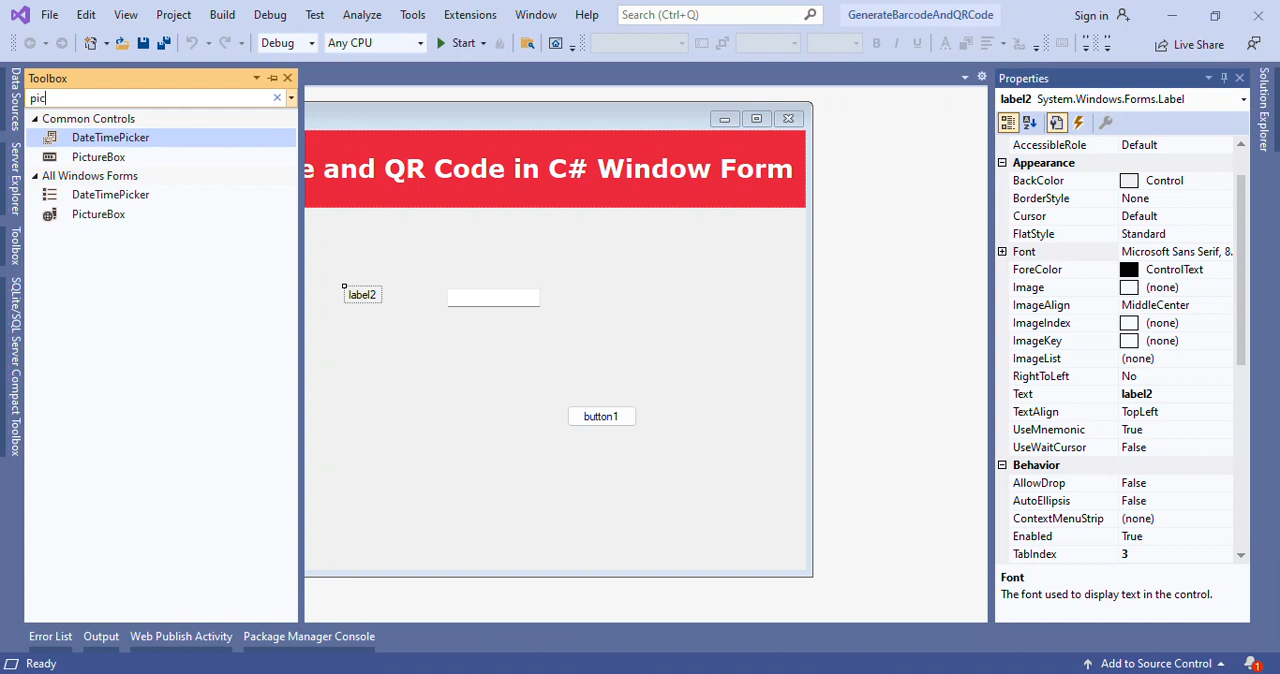 File Edit View Project Build Debug Test Analyze Tools Extensions Window Help Search (Ctrl+Q) GenerateBarcodeAndQRCode Sign in
Debug Any CPU Start Live Share
Data Sources
Server Explorer
Toolbox
SQLite/SQL Server Compact Toolbox
Toolbox
pic
Common Controls
DateTimePicker
PictureBox
All Windows Forms
DateTimePicker
PictureBox
e and QR Code in C# Window Form
label2
button1
Properties
label2 System.Windows.Forms.Label
AccessibleRole Default
Appearance
BackColor Control
BorderStyle None
Cursor Default
FlatStyle Standard
Font Microsoft Sans Serif, 8.
ForeColor ControlText
Image (none)
ImageAlign MiddleCenter
ImageIndex (none)
ImageKey (none)
ImageList (none)
RightToLeft No
Text label2
TextAlign TopLeft
UseMnemonic True
UseWaitCursor False
Behavior
AllowDrop False
AutoEllipsis False
ContextMenuStrip (none)
Enabled True
TabIndex 3
Font
The font used to display text in the control.
Solution Explorer
Error List Output Web Publish Activity Package Manager Console
Ready Add to Source Control 1